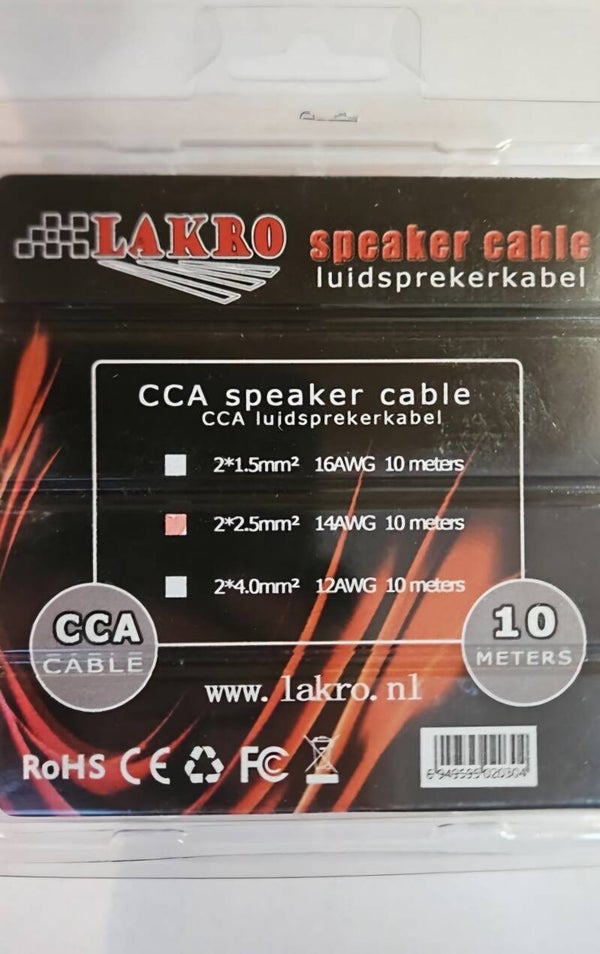 LAKRO speaker cable
luidsprekerkabel
CCA speaker cable
CCA luidsprekerkabel
2*1.5mm² 16AWG 10 meters
2*2.5mm² 14AWG 10 meters
2*4.0mm² 12AWG 10 meters
CCA
CABLE
10
METERS
www.lakro.nl
RoHS CE FC